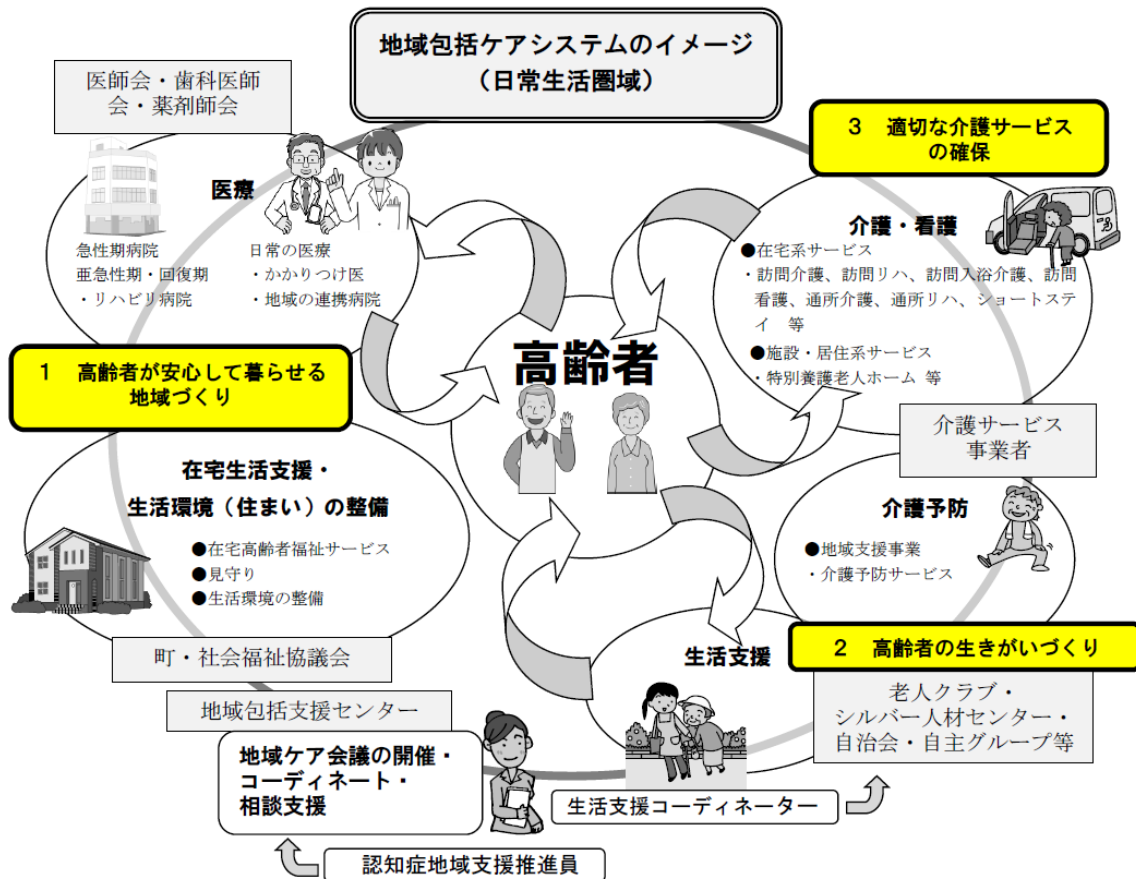 地域包括ケアシステムのイメージ
（日常生活圏域）
医師会・歯科医師
会・薬剤師会
医療
急性期病院
亜急性期・回復期
・リハビリ病院
日常の医療
・かかりつけ医
・地域の連携病院
3　適切な介護サービス
の確保
介護・看護
●在宅系サービス
・訪問介護、訪問リハ、訪問入浴介護、訪問
看護、通所介護、通所リハ、ショートステ
イ　等
●施設・居住系サービス
・特別養護老人ホーム 等
介護サービス
事業者
高齢者
1　高齢者が安心して暮らせる
地域づくり
在宅生活支援・
生活環境（住まい）の整備
●在宅高齢者福祉サービス
●見守り
●生活環境の整備
町・社会福祉協議会
介護予防
●地域支援事業
・介護予防サービス
生活支援
2　高齢者の生きがいづくり
老人クラブ・
シルバー人材センター・
自治会・自主グループ等
地域包括支援センター
地域ケア会議の開催・
コーディネート・
相談支援
生活支援コーディネーター
認知症地域支援推進員